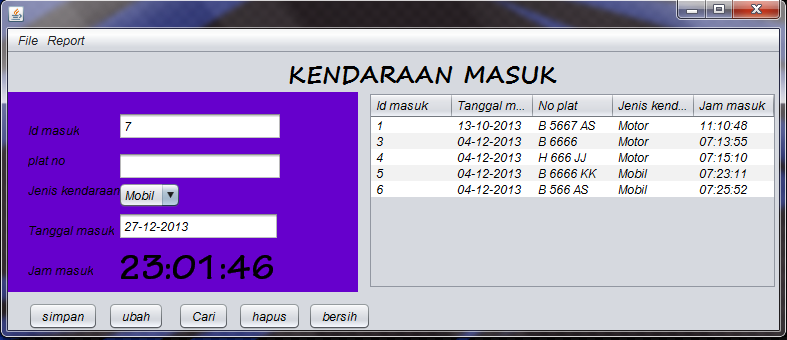 File Report
KENDARAAN MASUK
Id masuk 7
plat no
Jenis kendaraan Mobil
Tanggal masuk 27-12-2013
Jam masuk 23:01:46
Id masuk Tanggal m... No plat Jenis kend... Jam masuk
1 13-10-2013 B 5667 AS Motor 11:10:48
3 04-12-2013 B 6666 Motor 07:13:55
4 04-12-2013 H 666 JJ Motor 07:15:10
5 04-12-2013 B 6666 KK Mobil 07:23:11
6 04-12-2013 B 566 AS Mobil 07:25:52
simpan ubah Cari hapus bersih